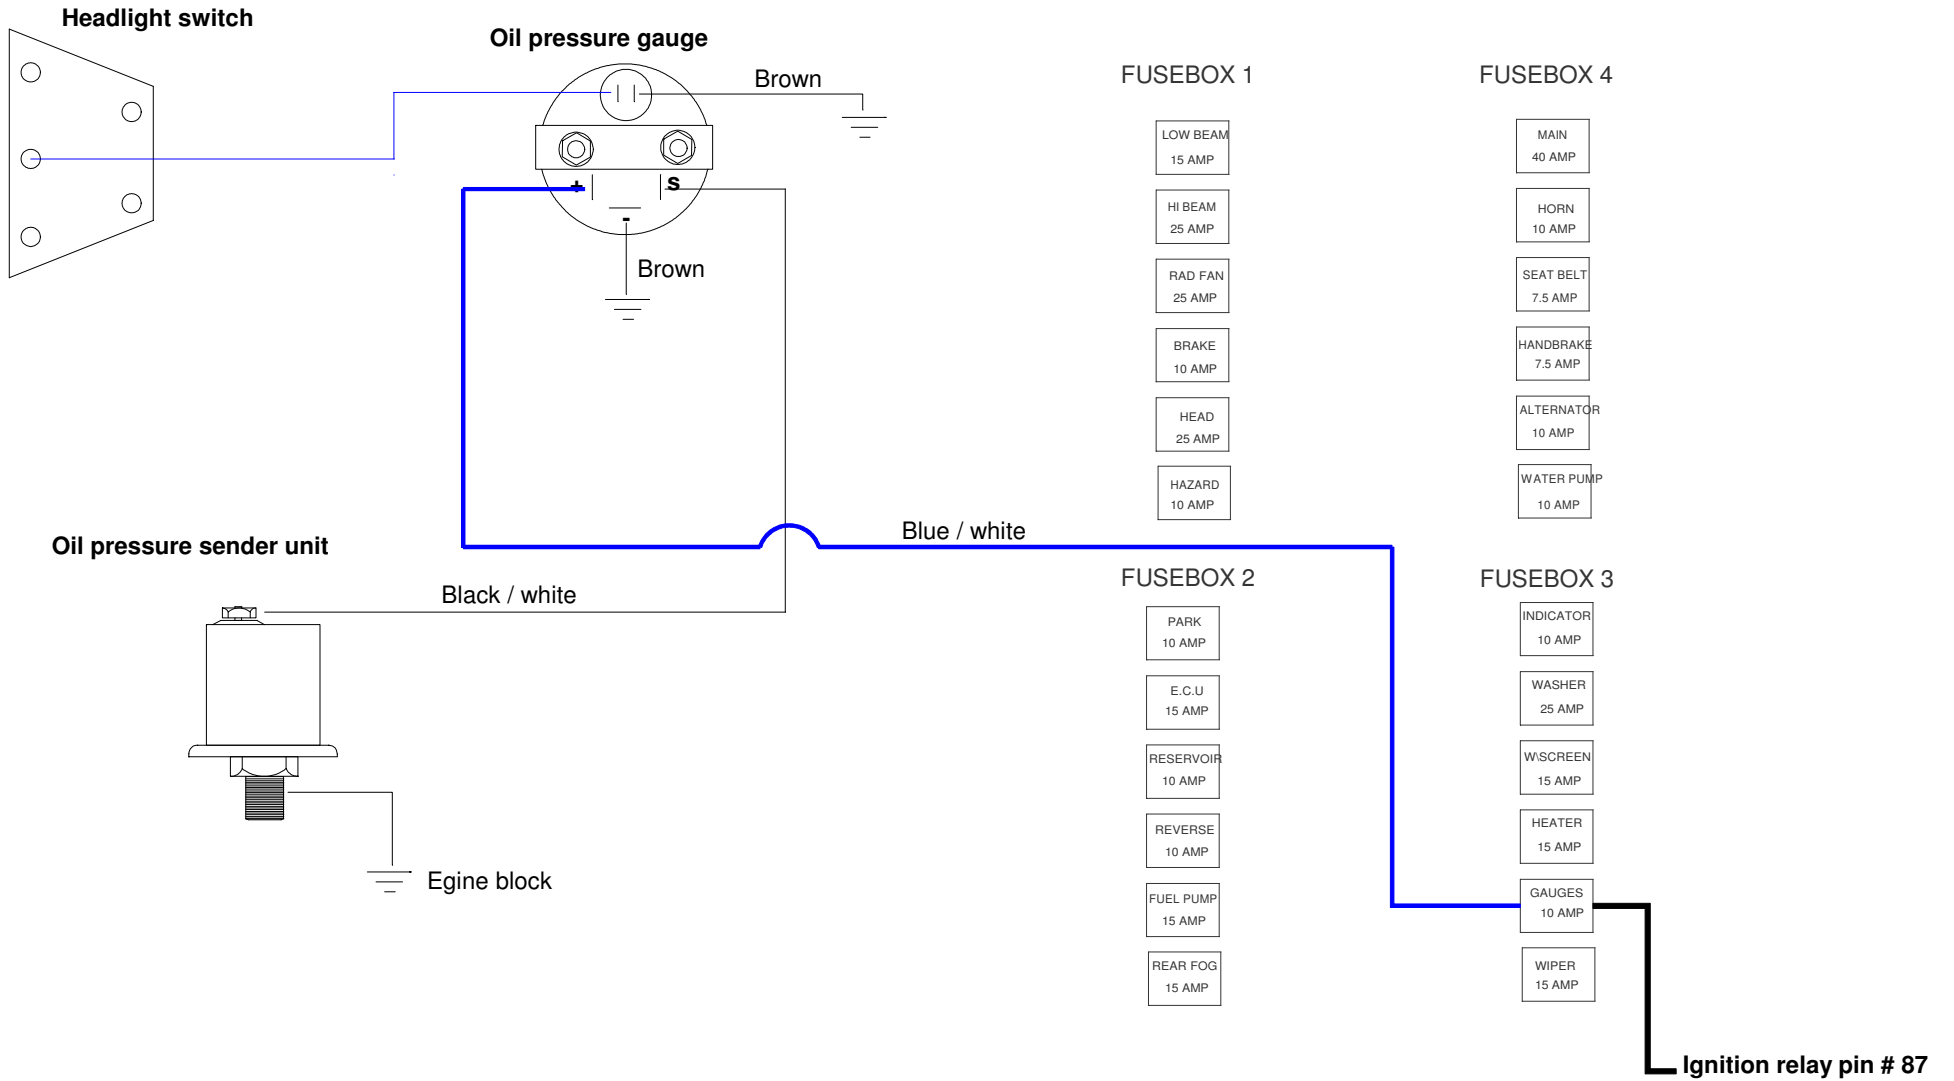 Headlight switch
Oil pressure gauge
Brown
+
s
-
Brown
Oil pressure sender unit
Black / white
Blue / white
Egine block
FUSEBOX 1
LOW BEAM
15 AMP
HI BEAM
25 AMP
RAD FAN
25 AMP
BRAKE
10 AMP
HEAD
25 AMP
HAZARD
10 AMP
FUSEBOX 4
MAIN
40 AMP
HORN
10 AMP
SEAT BELT
7.5 AMP
HANDBRAKE
7.5 AMP
ALTERNATOR
10 AMP
WATER PUMP
10 AMP
FUSEBOX 2
PARK
10 AMP
E.C.U
15 AMP
RESERVOIR
10 AMP
REVERSE
10 AMP
FUEL PUMP
15 AMP
REAR FOG
15 AMP
FUSEBOX 3
INDICATOR
10 AMP
WASHER
25 AMP
W\SCREEN
15 AMP
HEATER
15 AMP
GAUGES
10 AMP
WIPER
15 AMP
Ignition relay pin # 87